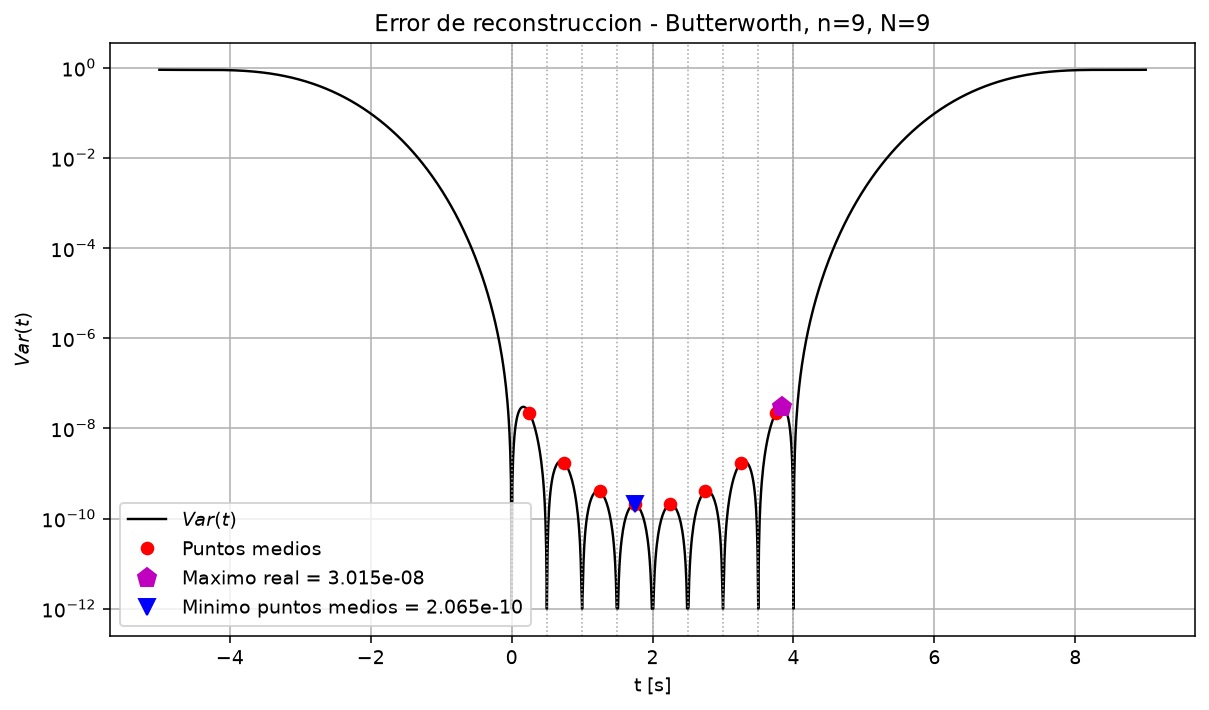 Error de reconstruccion - Butterworth, n=9, N=9
Var(t)
10^0
10^-2
10^-4
10^-6
10^-8
10^-10
10^-12
Var(t)
Puntos medios
Maximo real = 3.015e-08
Minimo puntos medios = 2.065e-10
−4 −2 0 2 4 6 8
t [s]